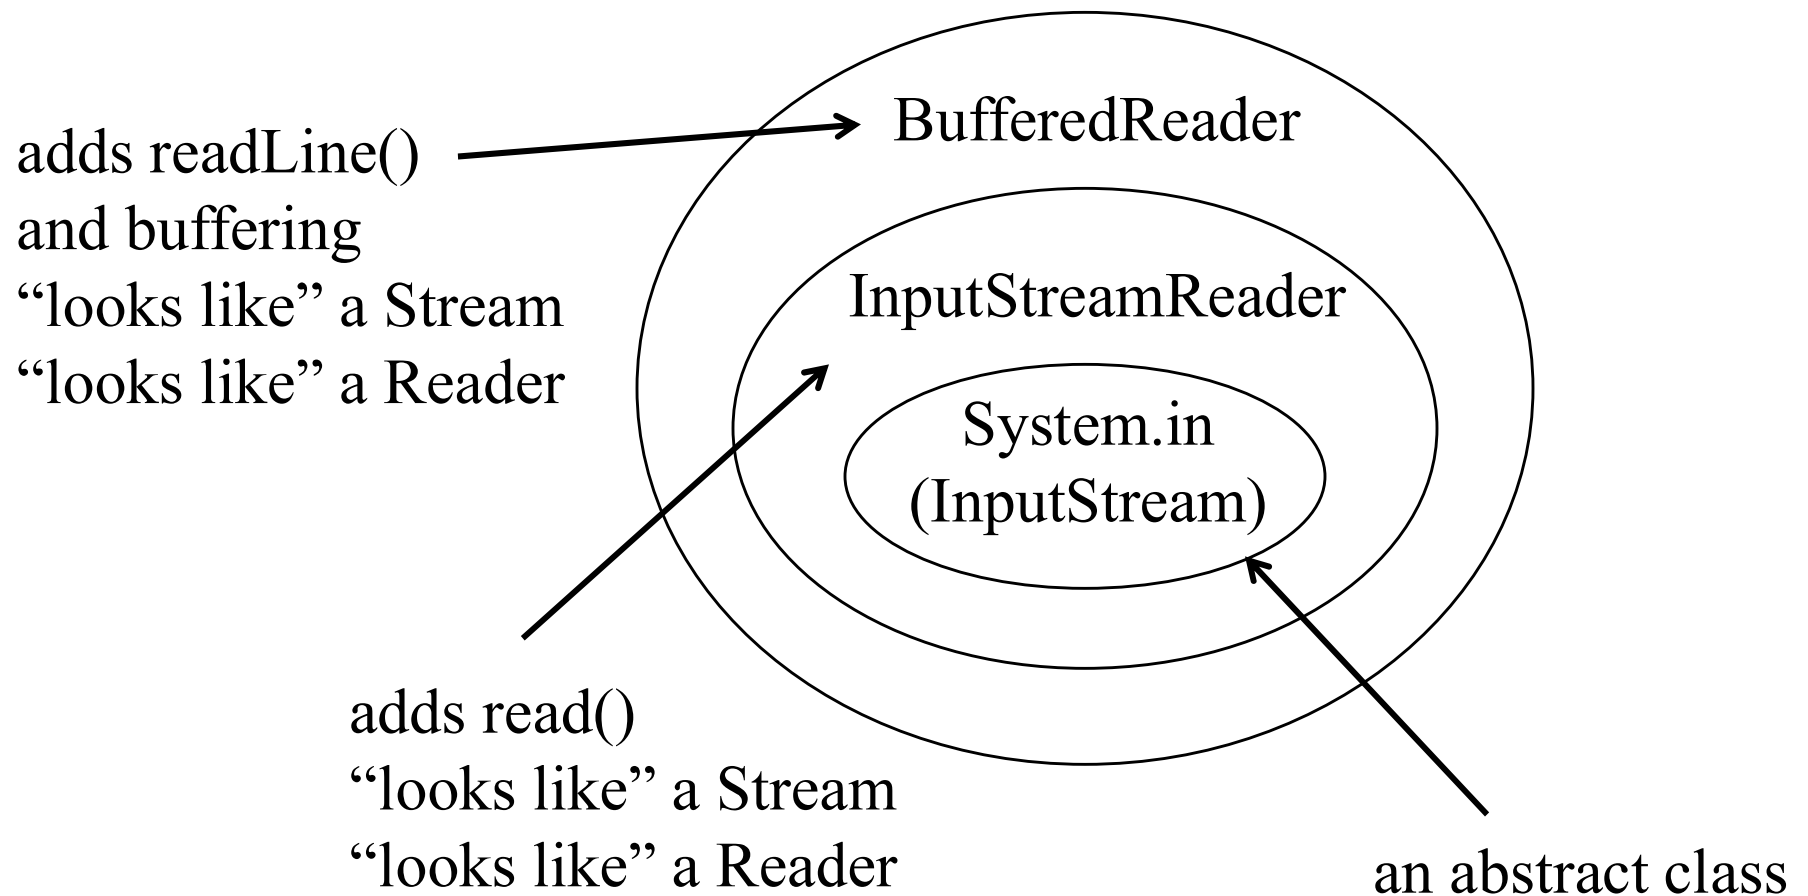 BufferedReader
adds readLine()
and buffering
“looks like” a Stream
“looks like” a Reader
InputStreamReader
System.in
(InputStream)
adds read()
“looks like” a Stream
“looks like” a Reader
an abstract class